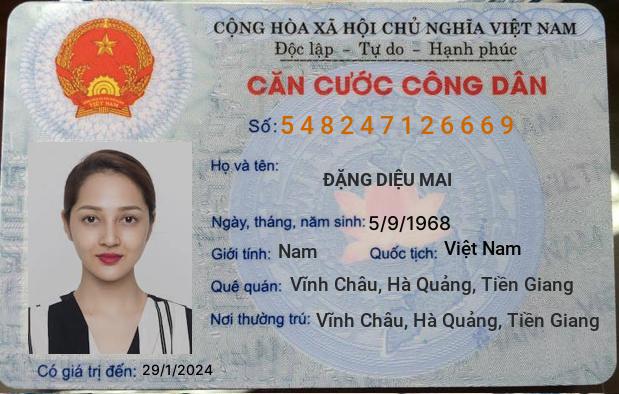 CỘNG HÒA XÃ HỘI CHỦ NGHĨA VIỆT NAM
Độc lập - Tự do - Hạnh phúc
CĂN CƯỚC CÔNG DÂN
Số: 548247126669
Họ và tên:
ĐẶNG DIỆU MAI
Ngày, tháng, năm sinh: 5/9/1968
Giới tính: Nam Quốc tịch: Việt Nam
Quê quán: Vĩnh Châu, Hà Quảng, Tiền Giang
Nơi thường trú: Vĩnh Châu, Hà Quảng, Tiền Giang
Có giá trị đến: 29/1/2024
VIỆT NAM